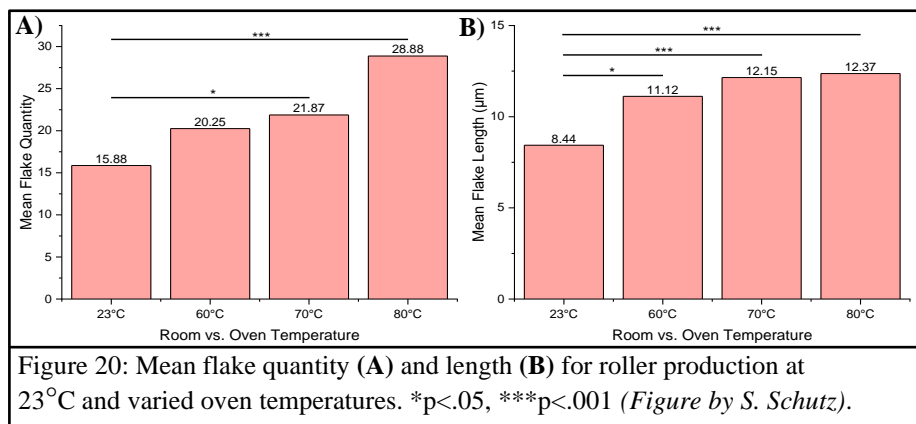 A)
***
28.88
*
21.87
20.25
15.88
30
25
20
15
10
5
0
Mean Flake Quantity
23°C 60°C 70°C 80°C
Room vs. Oven Temperature
B)
***
***
*
12.37
12.15
11.12
8.44
15
10
5
0
Mean Flake Length (μm)
23°C 60°C 70°C 80°C
Room vs. Oven Temperature
Figure 20: Mean flake quantity (A) and length (B) for roller production at
23°C and varied oven temperatures. *p<.05, ***p<.001 (Figure by S. Schutz).